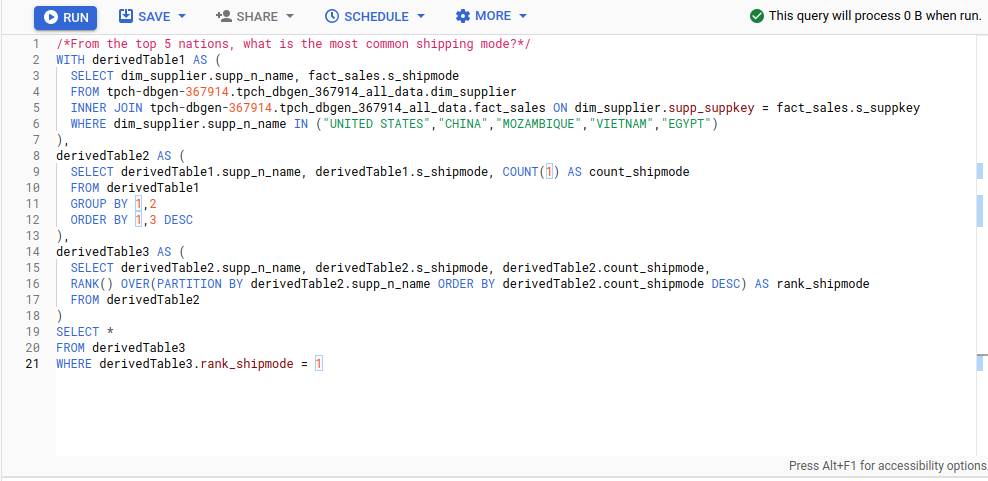 RUN SAVE SHARE SCHEDULE MORE This query will process 0 B when run.
1 /*From the top 5 nations, what is the most common shipping mode?*/
2 WITH derivedTable1 AS (
3 SELECT dim_supplier.supp_n_name, fact_sales.s_shipmode
4 FROM tpch-dbgen-367914.tpch_dbgen_367914_all_data.dim_supplier
5 INNER JOIN tpch-dbgen-367914.tpch_dbgen_367914_all_data.fact_sales ON dim_supplier.supp_suppkey = fact_sales.s_suppkey
6 WHERE dim_supplier.supp_n_name IN ("UNITED STATES","CHINA","MOZAMBIQUE","VIETNAM","EGYPT")
7 ),
8 derivedTable2 AS (
9 SELECT derivedTable1.supp_n_name, derivedTable1.s_shipmode, COUNT(1) AS count_shipmode
10 FROM derivedTable1
11 GROUP BY 1,2
12 ORDER BY 1,3 DESC
13 ),
14 derivedTable3 AS (
15 SELECT derivedTable2.supp_n_name, derivedTable2.s_shipmode, derivedTable2.count_shipmode,
16 RANK() OVER(PARTITION BY derivedTable2.supp_n_name ORDER BY derivedTable2.count_shipmode DESC) AS rank_shipmode
17 FROM derivedTable2
18 )
19 SELECT *
20 FROM derivedTable3
21 WHERE derivedTable3.rank_shipmode = 1
Press Alt+F1 for accessibility options.